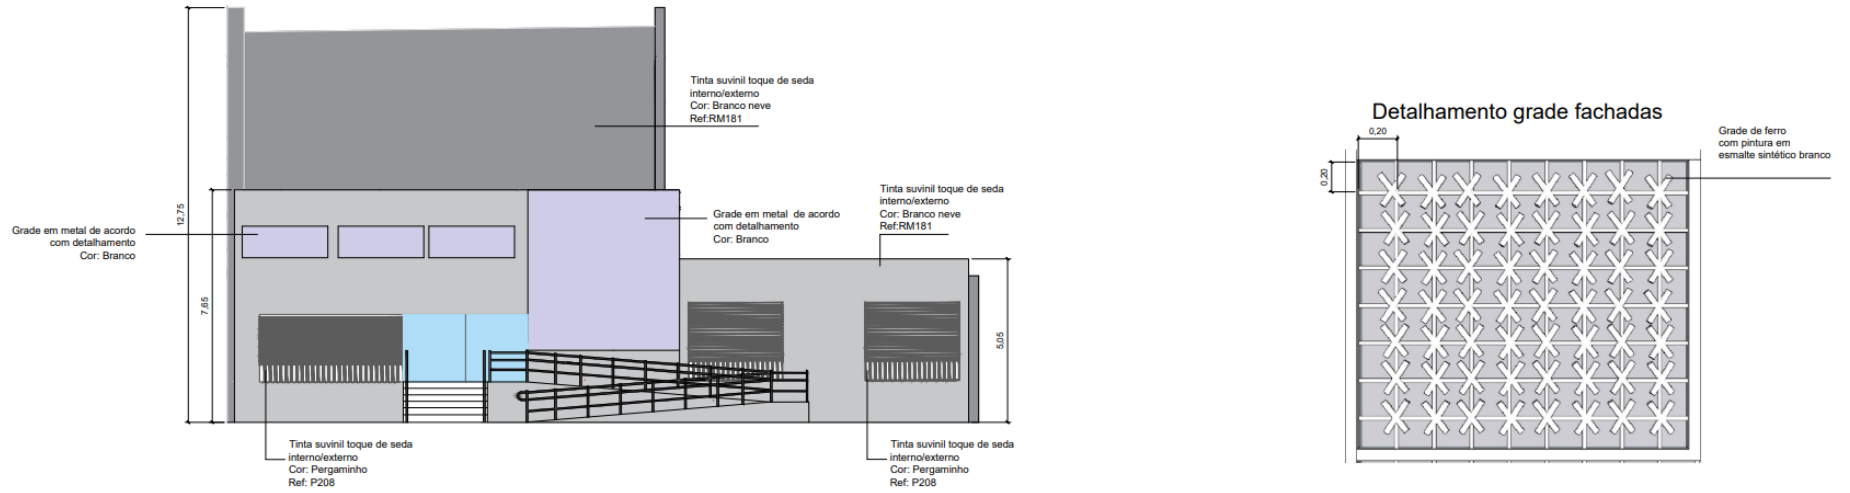 12,75
Tinta suvinil toque de seda
interno/externo
Cor: Branco neve
Ref:RM181
Grade em metal de acordo
com detalhamento
Cor: Branco
7,65
Grade em metal  de acordo
com detalhamento
Cor: Branco
Tinta suvinil toque de seda
interno/externo
Cor: Branco neve
Ref:RM181
5,05
Tinta suvinil toque de seda
interno/externo
Cor: Pergaminho
Ref: P208
Tinta suvinil toque de seda
interno/externo
Cor: Pergaminho
Ref: P208
Detalhamento grade fachadas
0,20
0,20
Grade de ferro
com pintura em
esmalte sintético branco